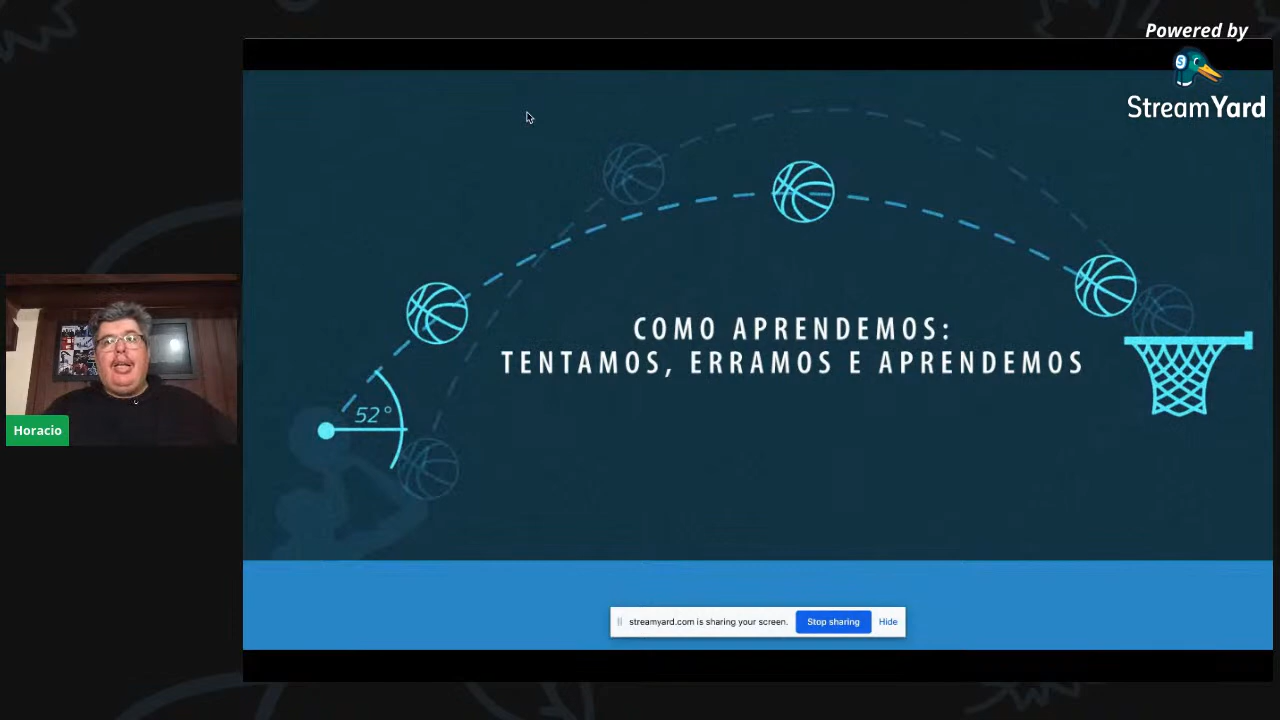 Powered by
StreamYard
COMO APRENDEMOS:
TENTAMOS, ERRAMOS E APRENDEMOS
52°
Horacio
streamyard.com is sharing your screen.
Stop sharing
Hide